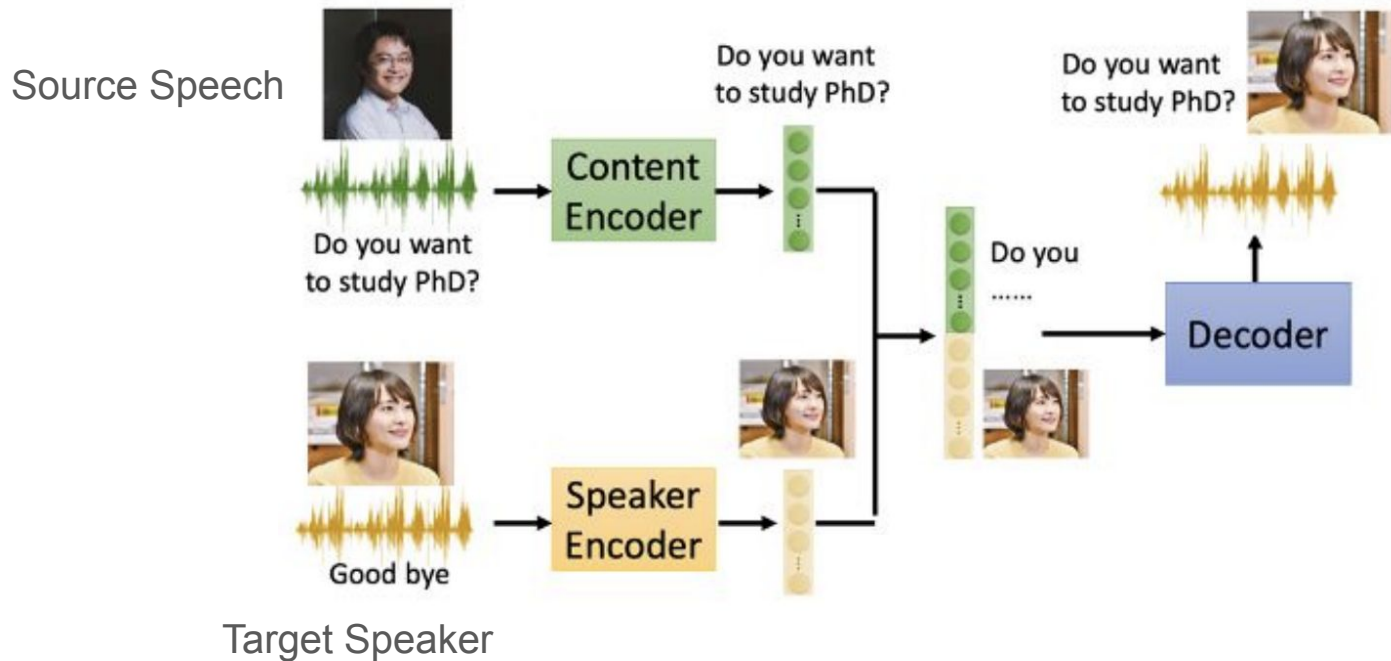 Source Speech
Do you want
to study PhD?
Content
Encoder
Do you want
to study PhD?
Good bye
Target Speaker
Speaker
Encoder
Do you
......
Decoder
Do you want
to study PhD?